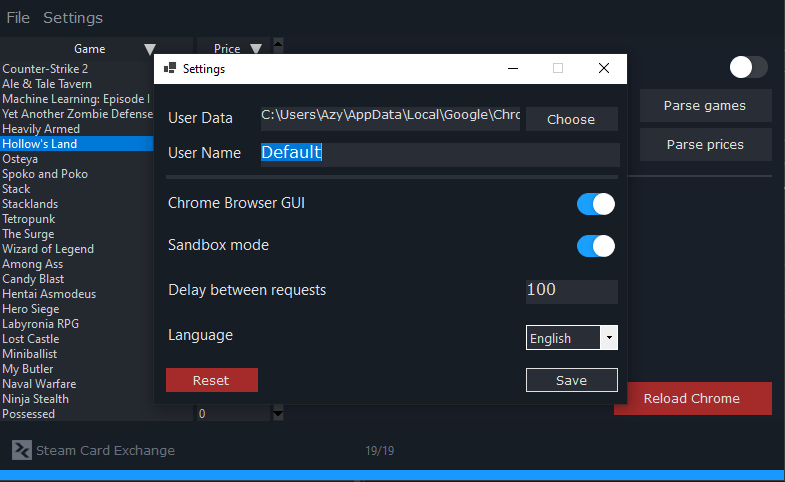 File Settings
Game Price
Counter-Strike 2
Ale & Tale Tavern
Machine Learning: Episode I
Yet Another Zombie Defense
Heavily Armed
Hollow's Land
Osteya
Spoko and Poko
Stack
Stacklands
Tetropunk
The Surge
Wizard of Legend
Among Ass
Candy Blast
Hentai Asmodeus
Hero Siege
Labyronia RPG
Lost Castle
Miniballist
My Butler
Naval Warfare
Ninja Stealth
Possessed 0
Settings
User Data C:\Users\Azy\AppData\Local\Google\Chro Choose
User Name Default
Chrome Browser GUI
Sandbox mode
Delay between requests 100
Language English
Reset Save
Parse games
Parse prices
Reload Chrome
Steam Card Exchange 19/19